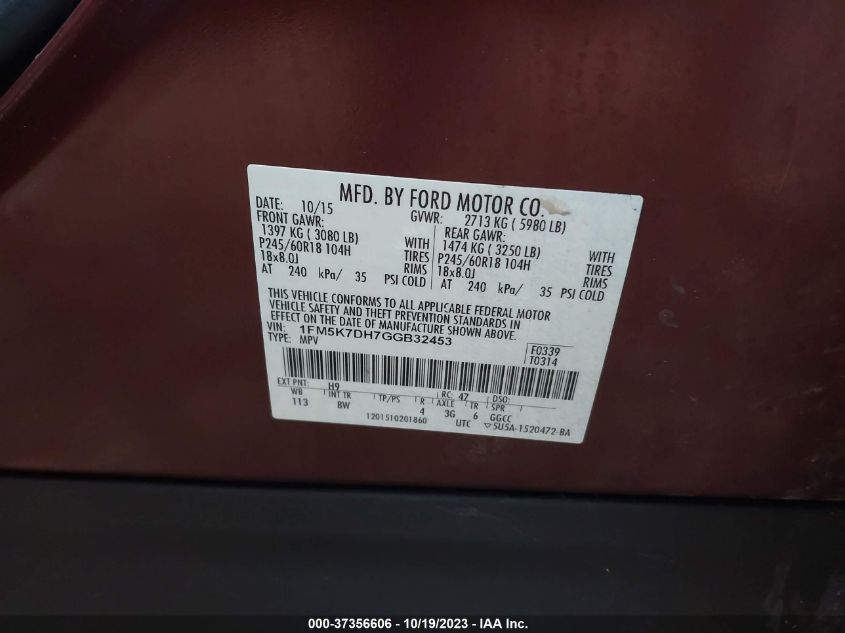 MFD. BY FORD MOTOR CO.
DATE: 10/15 GVWR: 2713 KG ( 5980 LB)
FRONT GAWR: REAR GAWR:
1397 KG ( 3080 LB) WITH 1474 KG ( 3250 LB) WITH
P245/60R18 104H TIRES P245/60R18 104H TIRES
18x8.0J RIMS 18x8.0J RIMS
AT 240 kPa/ 35 PSI COLD AT 240 kPa/ 35 PSI COLD
THIS VEHICLE CONFORMS TO ALL APPLICABLE FEDERAL MOTOR
VEHICLE SAFETY AND THEFT PREVENTION STANDARDS IN
EFFECT ON THE DATE OF MANUFACTURE SHOWN ABOVE.
VIN: 1FM5K7DH7GGB32453
TYPE: MPV
F0339
T0314
EXT PNT: H9 RC: 47 DSO:
WB INT TR TP/PS R AXLE TR SPR
113 8W 4 3G 6 GGCC
1201510201860 UTC ▽5U5A-1520472-BA
000-37356606 - 10/19/2023 - IAA Inc.